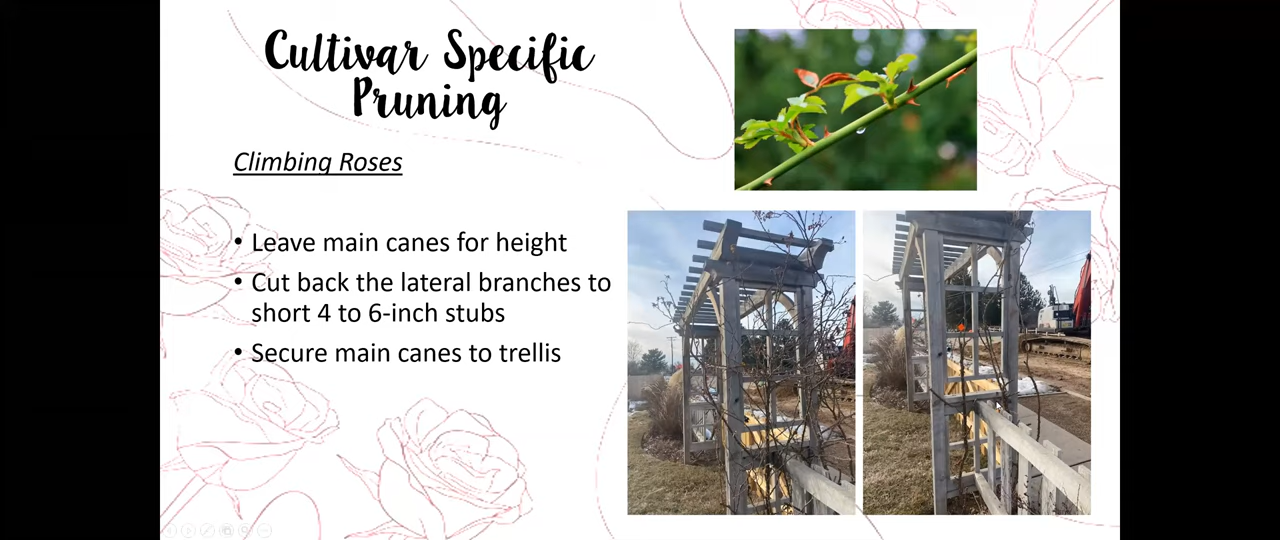 Cultivar Specific
Pruning
Climbing Roses
• Leave main canes for height
• Cut back the lateral branches to
short 4 to 6-inch stubs
• Secure main canes to trellis